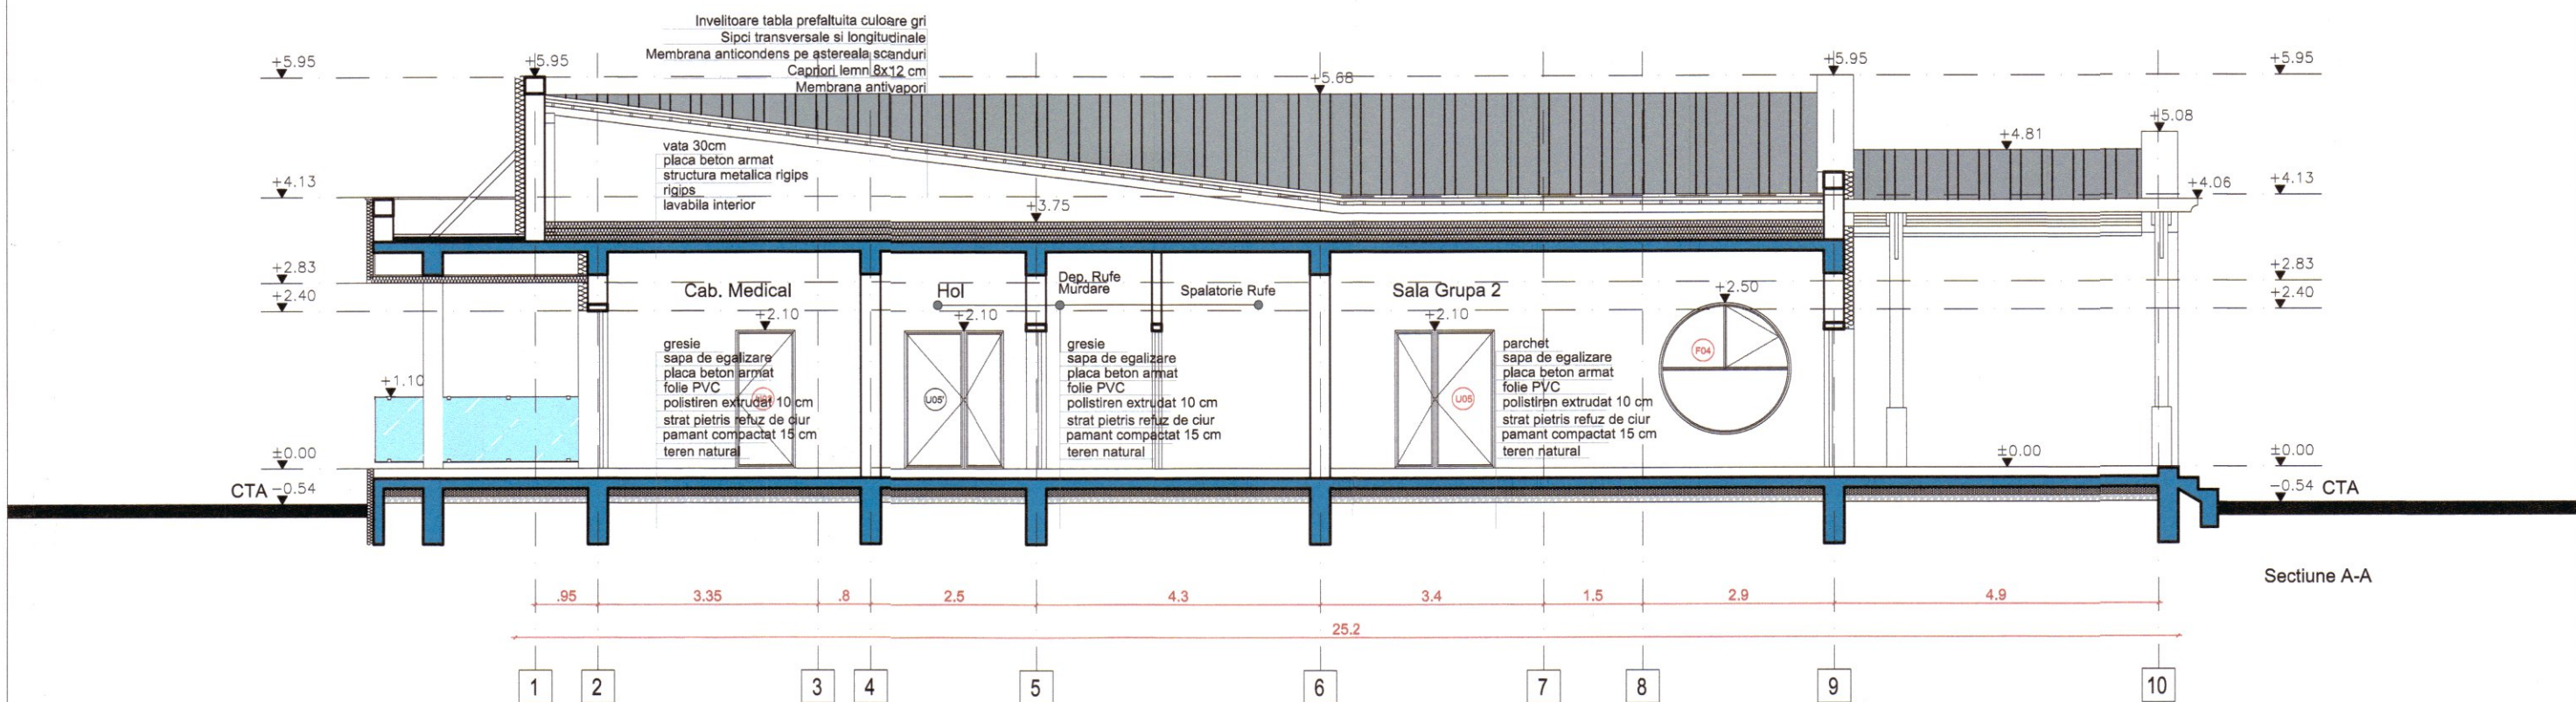 Invelitoare tabla prefaltuita culoare gri
Sipci transversale si longitudinale
Membrana anticondens pe astereala scanduri
Capriori lemn 8x12 cm
Membrana antivapori
+5.95
+5.95
+5.68
+5.95
+5.95
+5.08
+4.81
+4.13
+4.13
+4.06
vata 30cm
placa beton armat
structura metalica rigips
rigips
lavabila interior
+3.75
+2.83
+2.83
+2.40
+2.40
Cab. Medical
Hol
Dep. Rufe
Murdare
Spalatorie Rufe
Sala Grupa 2
+2.50
+2.10
+2.10
+2.10
gresie
sapa de egalizare
placa beton armat
folie PVC
polistiren extrudat 10 cm
strat pietris refuz de ciur
pamant compactat 15 cm
teren natural
U05'
gresie
sapa de egalizare
placa beton armat
folie PVC
polistiren extrudat 10 cm
strat pietris refuz de ciur
pamant compactat 15 cm
teren natural
U05
parchet
sapa de egalizare
placa beton armat
folie PVC
polistiren extrudat 10 cm
strat pietris refuz de ciur
pamant compactat 15 cm
teren natural
F04
+1.10
±0.00
±0.00
±0.00
CTA -0.54
-0.54 CTA
Sectiune A-A
.95 3.35 .8 2.5 4.3 3.4 1.5 2.9 4.9
25.2
1 2 3 4 5 6 7 8 9 10